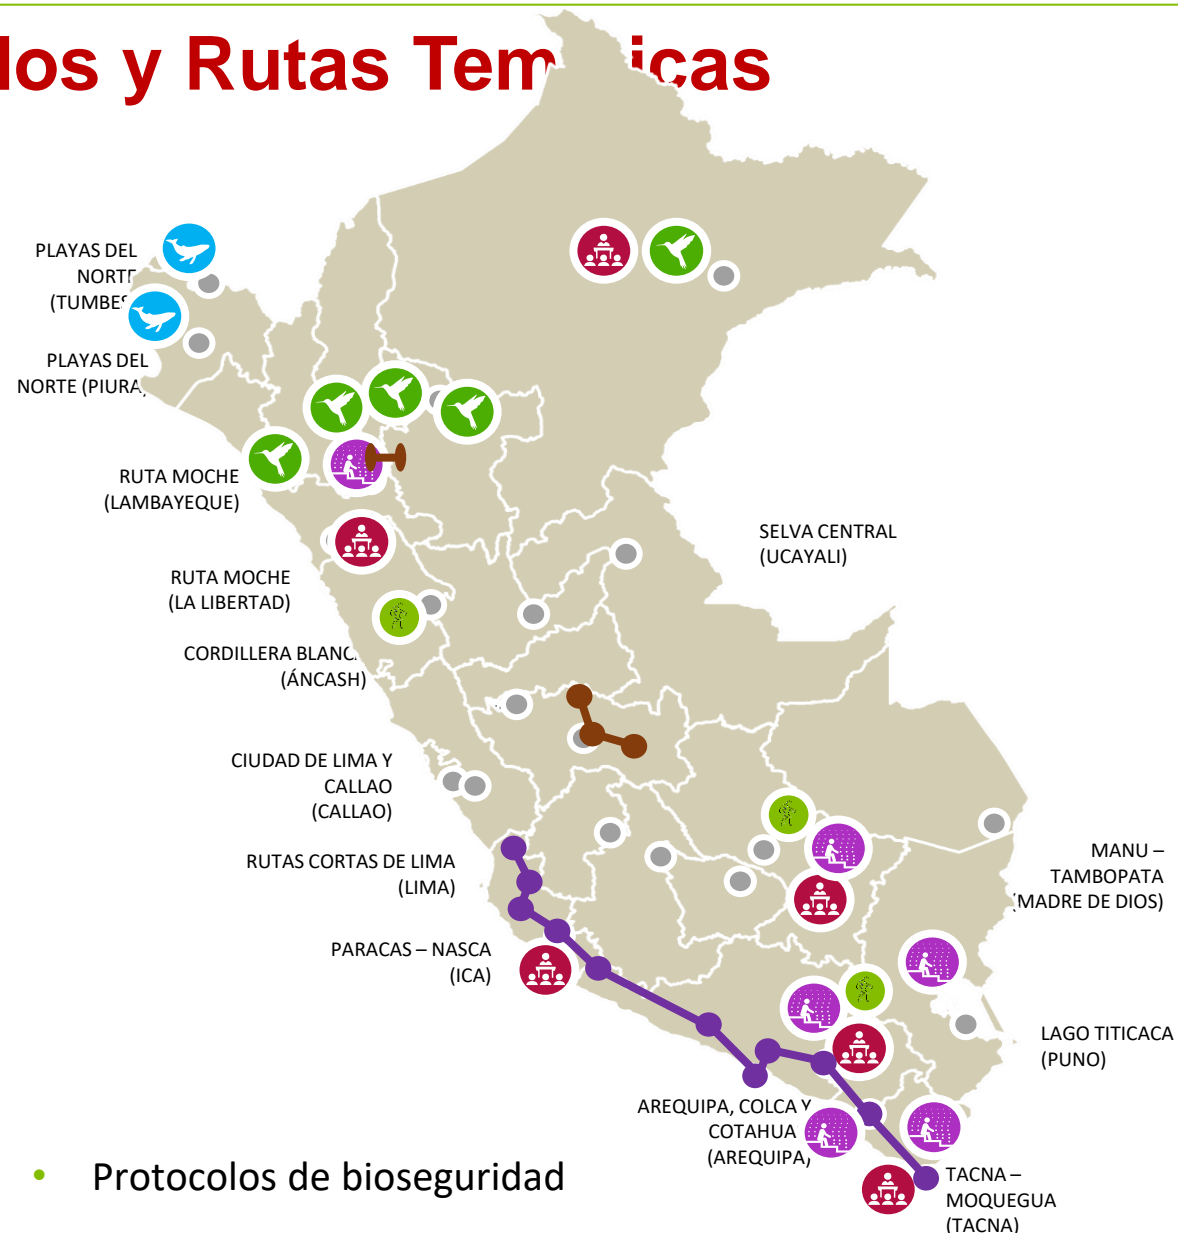 los y Rutas Tem icas
PLAYAS DEL
NORTE
(TUMBES
PLAYAS DEL
NORTE (PIURA)
RUTA MOCHE
(LAMBAYEQUE)
RUTA MOCHE
(LA LIBERTAD)
CORDILLERA BLANCA
(ÁNCASH)
CIUDAD DE LIMA Y
CALLAO
(CALLAO)
RUTAS CORTAS DE LIMA
(LIMA)
PARACAS – NASCA
(ICA)
SELVA CENTRAL
(UCAYALI)
MANU –
TAMBOPATA
(MADRE DE DIOS)
LAGO TITICACA
(PUNO)
AREQUIPA, COLCA Y
COTAHUA
(AREQUIPA)
TACNA –
MOQUEGUA
(TACNA)
• Protocolos de bioseguridad